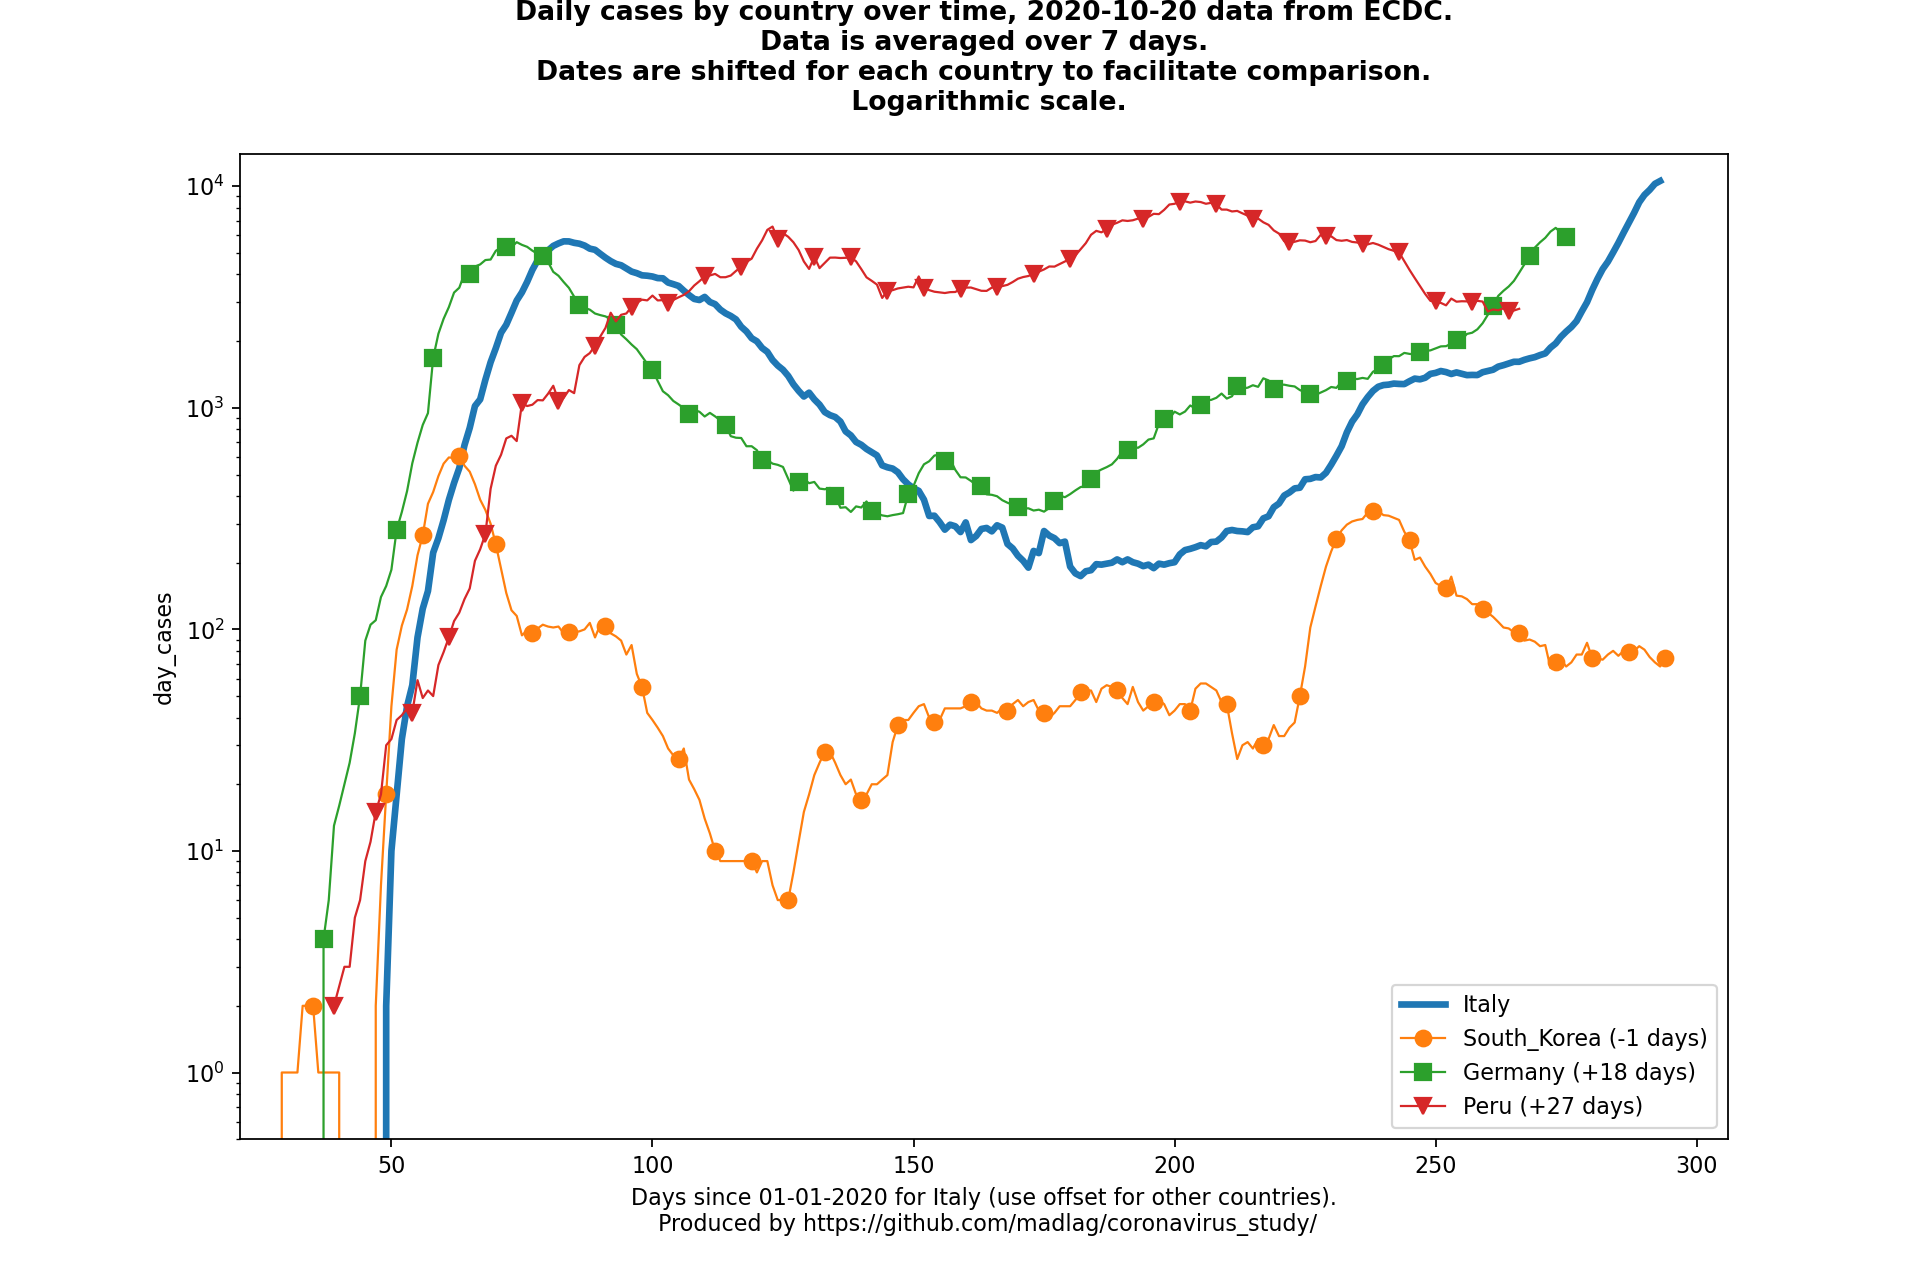 Daily cases by country over time, 2020-10-20 data from ECDC.
Data is averaged over 7 days.
Dates are shifted for each country to facilitate comparison.
Logarithmic scale.
10^4
10^3
10^2
10^1
10^0
day_cases
50 100 150 200 250 300
Days since 01-01-2020 for Italy (use offset for other countries).
Produced by https://github.com/madlag/coronavirus_study/
Italy
South_Korea (-1 days)
Germany (+18 days)
Peru (+27 days)